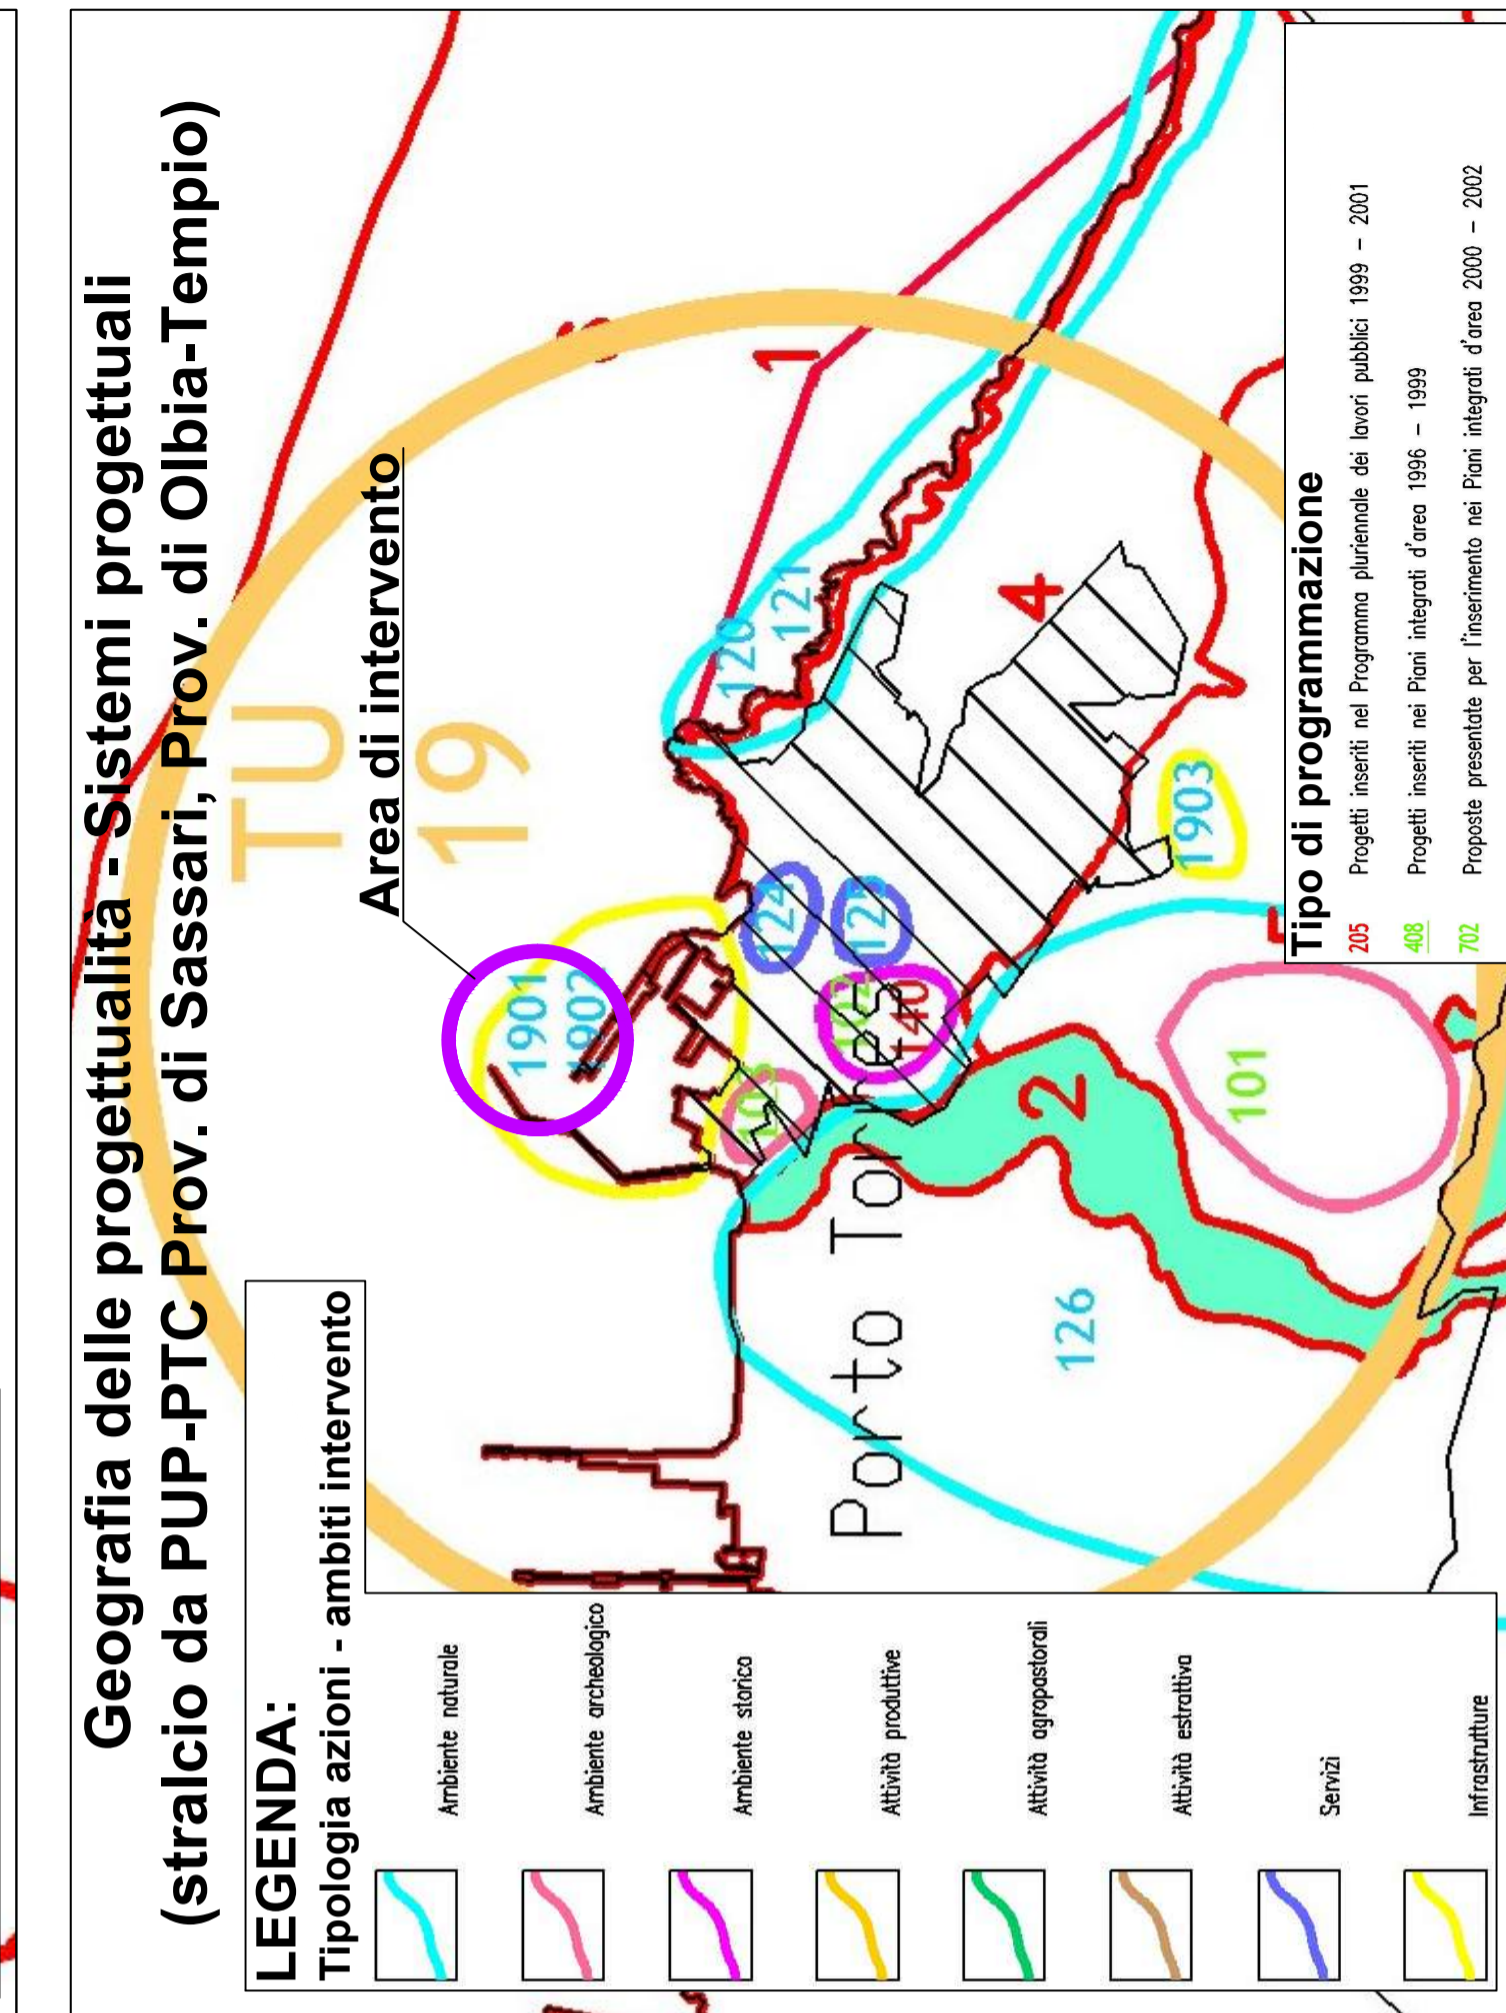 Geografia delle progettualità - Sistemi progettuali
(stralcio da PUP-PTC Prov. di Sassari, Prov. di Olbia-Tempio)
TU
19
Area di intervento
1
120
121
4
1901
1902
124
1903
102
140
103
Porto Torres
2
101
126
LEGENDA:
Tipologia azioni - ambiti intervento
Ambiente naturale
Ambiente archeologico
Ambiente storico
Attività produttive
Attività agropastorali
Attività estrattiva
Servizi
Infrastrutture
Tipo di programmazione
205 Progetti inseriti nel Programma pluriennale dei lavori pubblici 1999 – 2001
408 Progetti inseriti nei Piani integrati d'area 1996 – 1999
702 Proposte presentate per l'inserimento nei Piani integrati d'area 2000 – 2002